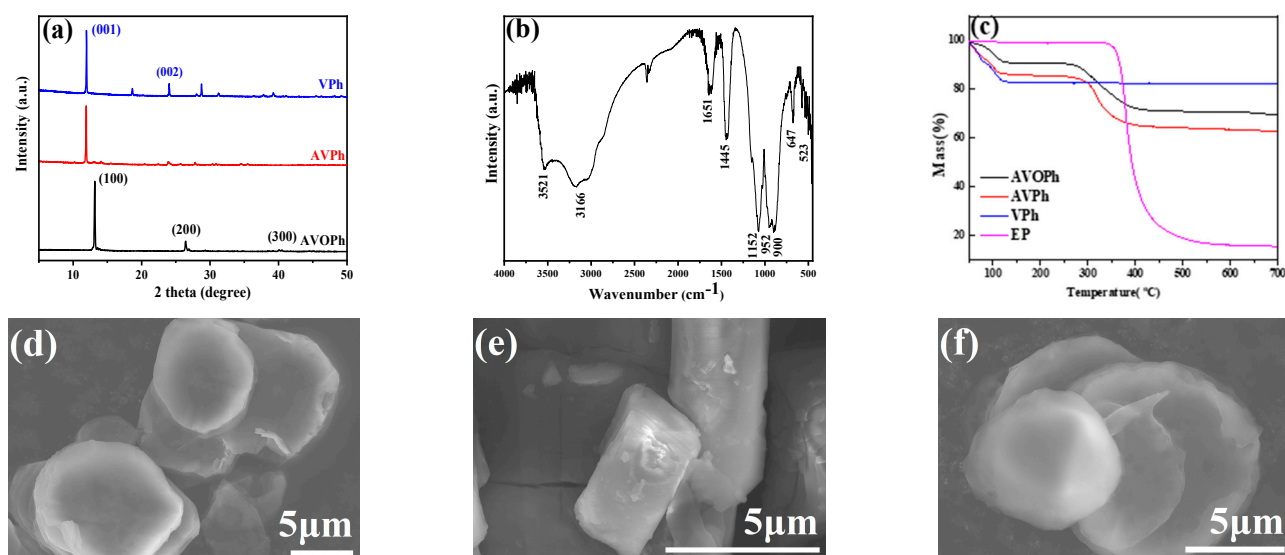 (a)
(001)
(002)
VPh
AVPh
(100)
(200)
(300)
AVOPh
Intensity (a.u.)
5
10
20
30
40
50
2 theta (degree)
(b)
Intensity (a.u.)
3521
3166
1651
1445
1152
952
900
647
523
4000 3500 3000 2500 2000 1500 1000 500
Wavenumber (cm-1)
(c)
Mass(%)
100
80
60
40
20
AVOPh
AVPh
VPh
EP
100 200 300 400 500 600 700
Temperature(℃)
(d)
5μm
(e)
5μm
(f)
5μm